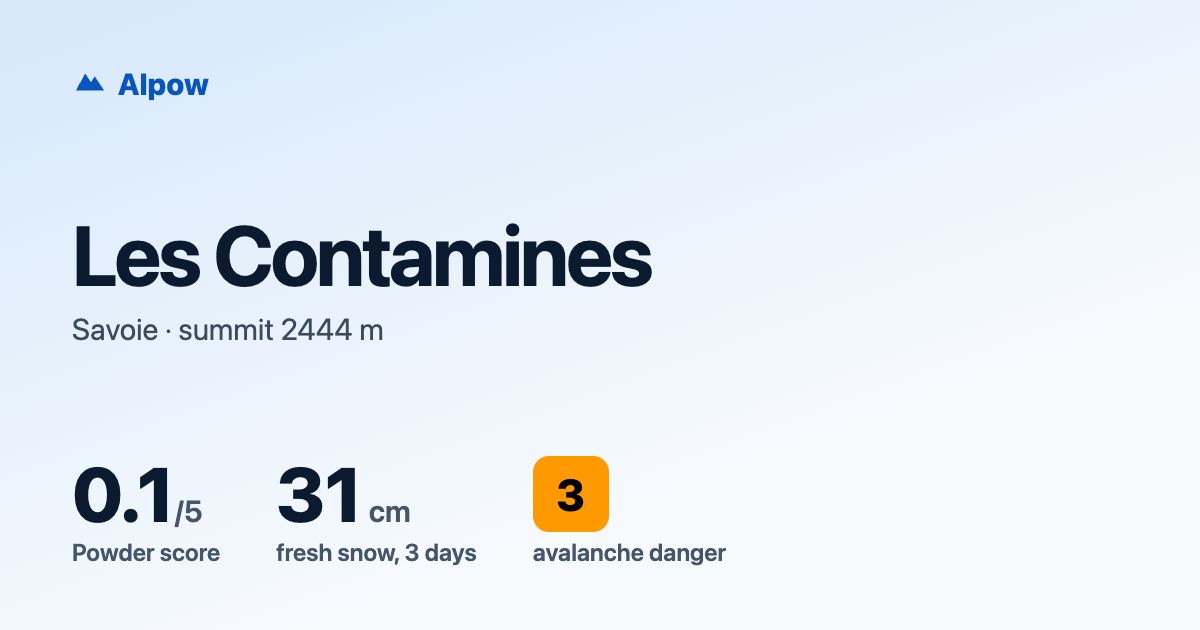 Alpow
Les Contamines
Savoie · summit 2444 m
0.1/5
Powder score
31 cm
fresh snow, 3 days
3
avalanche danger